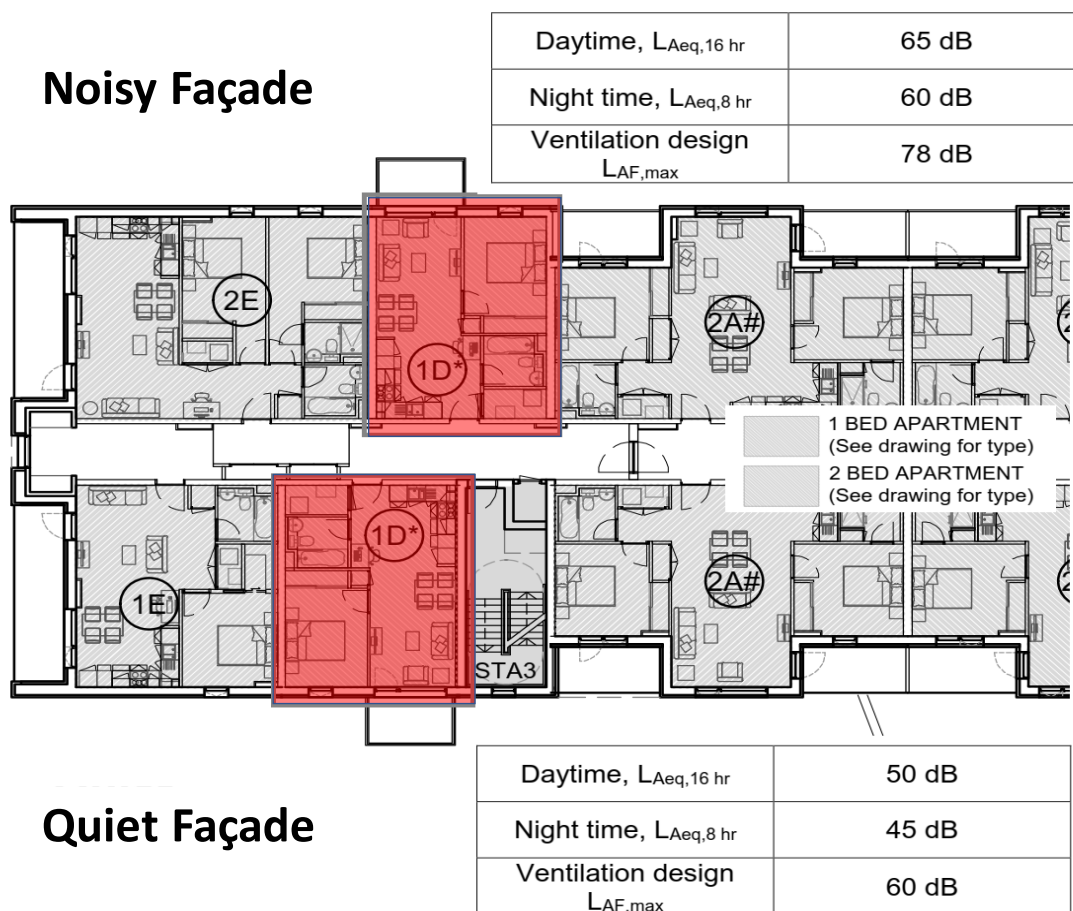 Noisy Façade
Daytime, LAeq,16 hr 65 dB
Night time, LAeq,8 hr 60 dB
Ventilation design
LAF,max 78 dB
2E
1D*
2A#
1 BED APARTMENT
(See drawing for type)
2 BED APARTMENT
(See drawing for type)
1E
1D*
STA3
2A#
Quiet Façade
Daytime, LAeq,16 hr 50 dB
Night time, LAeq,8 hr 45 dB
Ventilation design
LAF,max 60 dB